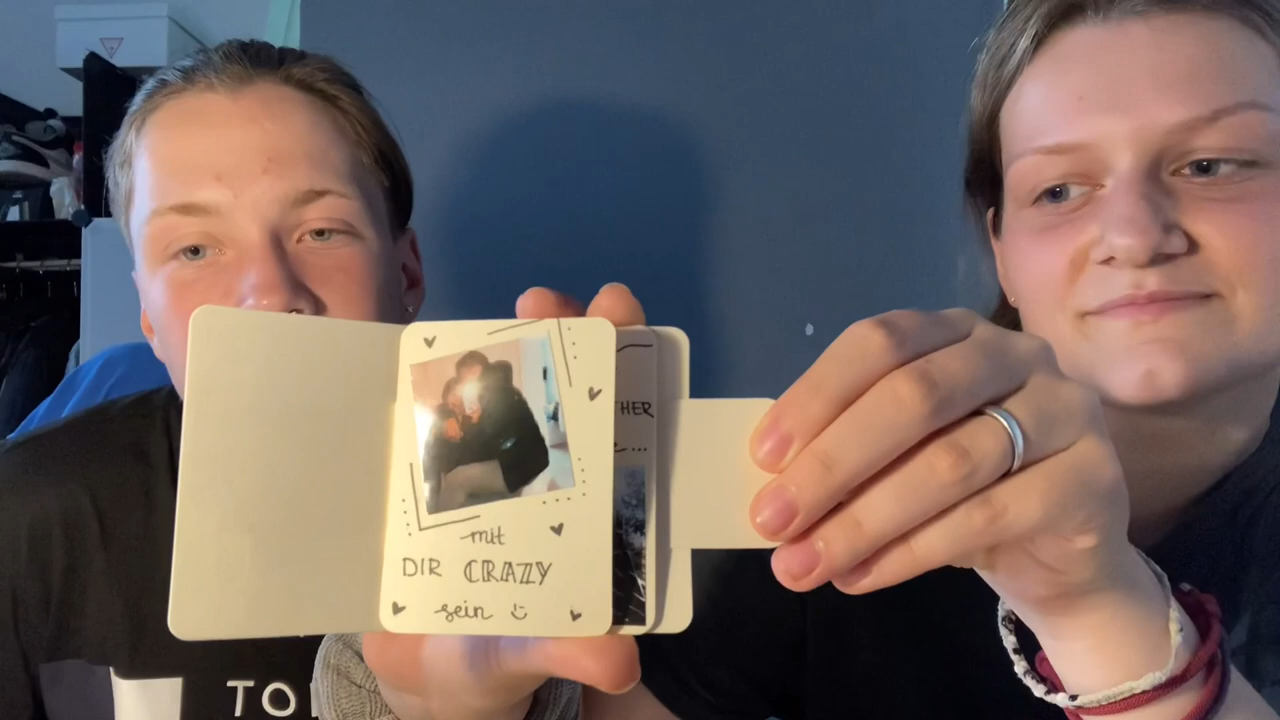 mit
DIR CRAZY
sein
THER
TO